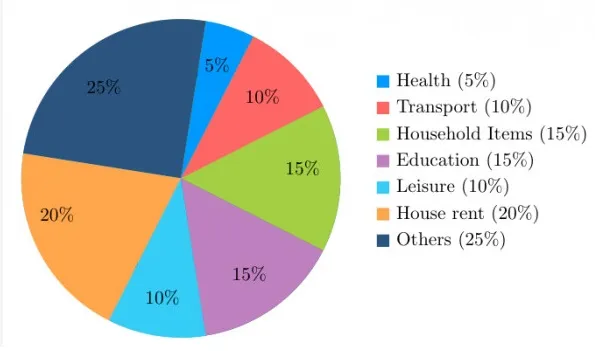 5%
10%
15%
15%
10%
20%
25%
Health (5%)
Transport (10%)
Household Items (15%)
Education (15%)
Leisure (10%)
House rent (20%)
Others (25%)